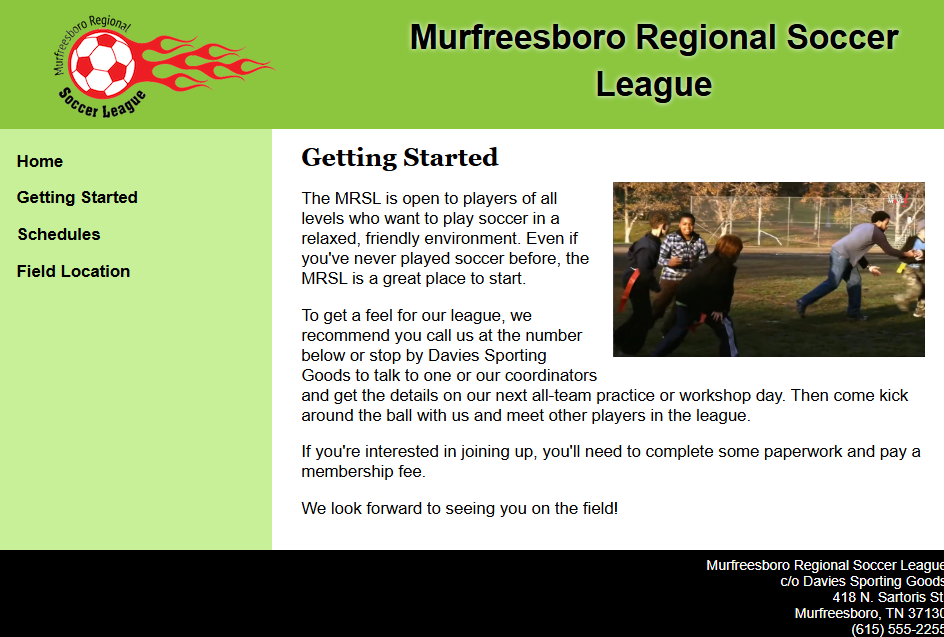 Murfreesboro Regional
Soccer League
Murfreesboro Regional Soccer
League
Home
Getting Started
Schedules
Field Location
Getting Started
The MRSL is open to players of all
levels who want to play soccer in a
relaxed, friendly environment. Even if
you've never played soccer before, the
MRSL is a great place to start.
To get a feel for our league, we
recommend you call us at the number
below or stop by Davies Sporting
Goods to talk to one or our coordinators
and get the details on our next all-team practice or workshop day. Then come kick
around the ball with us and meet other players in the league.
If you're interested in joining up, you'll need to complete some paperwork and pay a
membership fee.
We look forward to seeing you on the field!
Murfreesboro Regional Soccer League
c/o Davies Sporting Goods
418 N. Sartoris St
Murfreesboro, TN 37130
(615) 555-2255